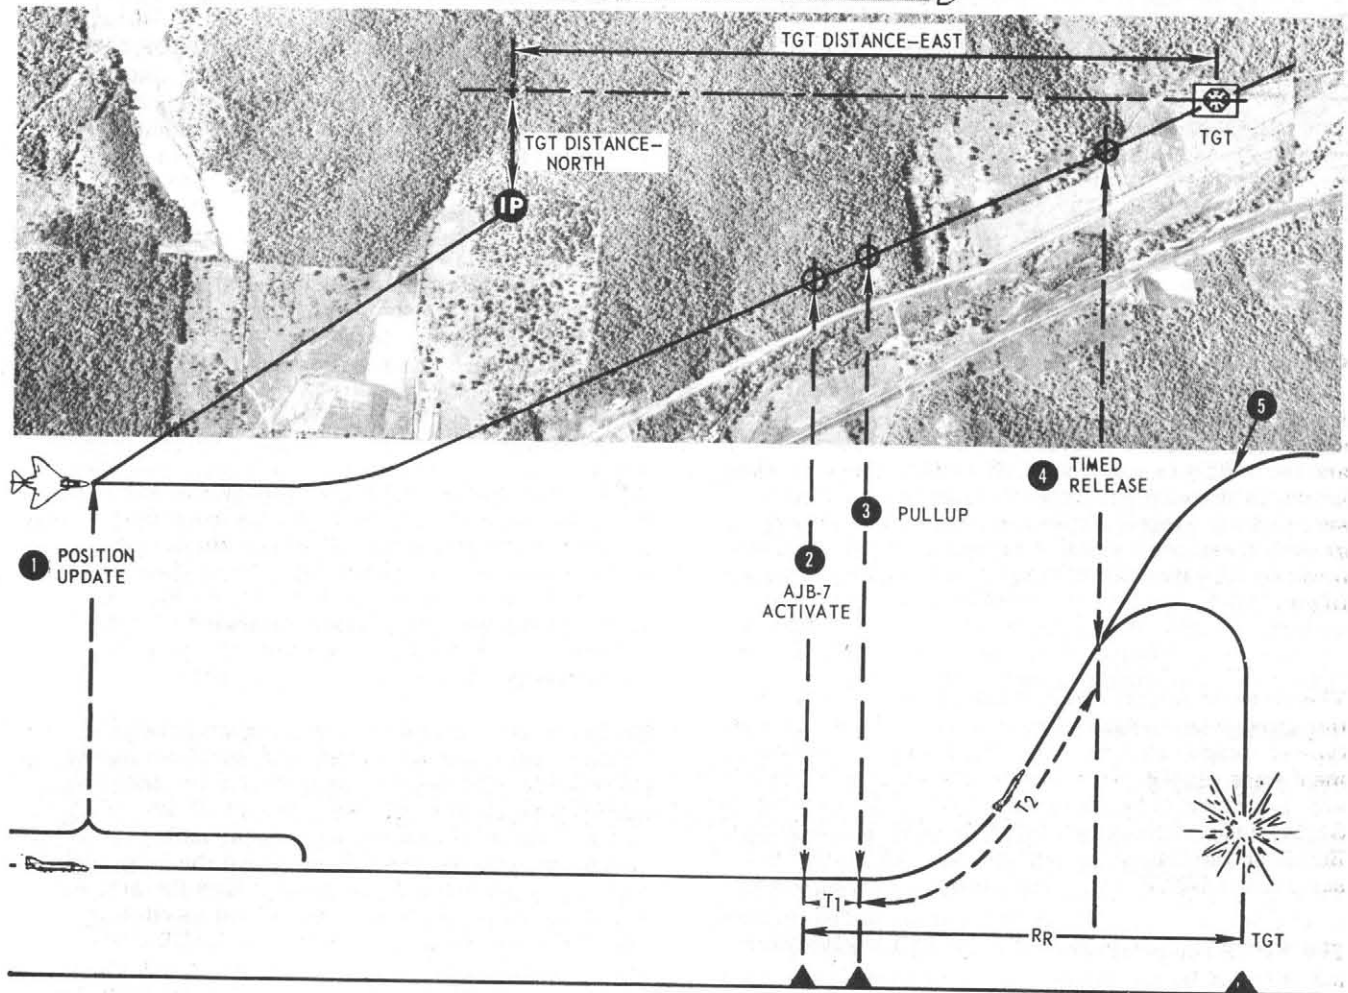 TGT DISTANCE—EAST
TGT DISTANCE—
NORTH
IP
TGT
5
4 TIMED
RELEASE
3 PULLUP
1 POSITION
UPDATE
2
AJB-7
ACTIVATE
T2
T1
RR
TGT